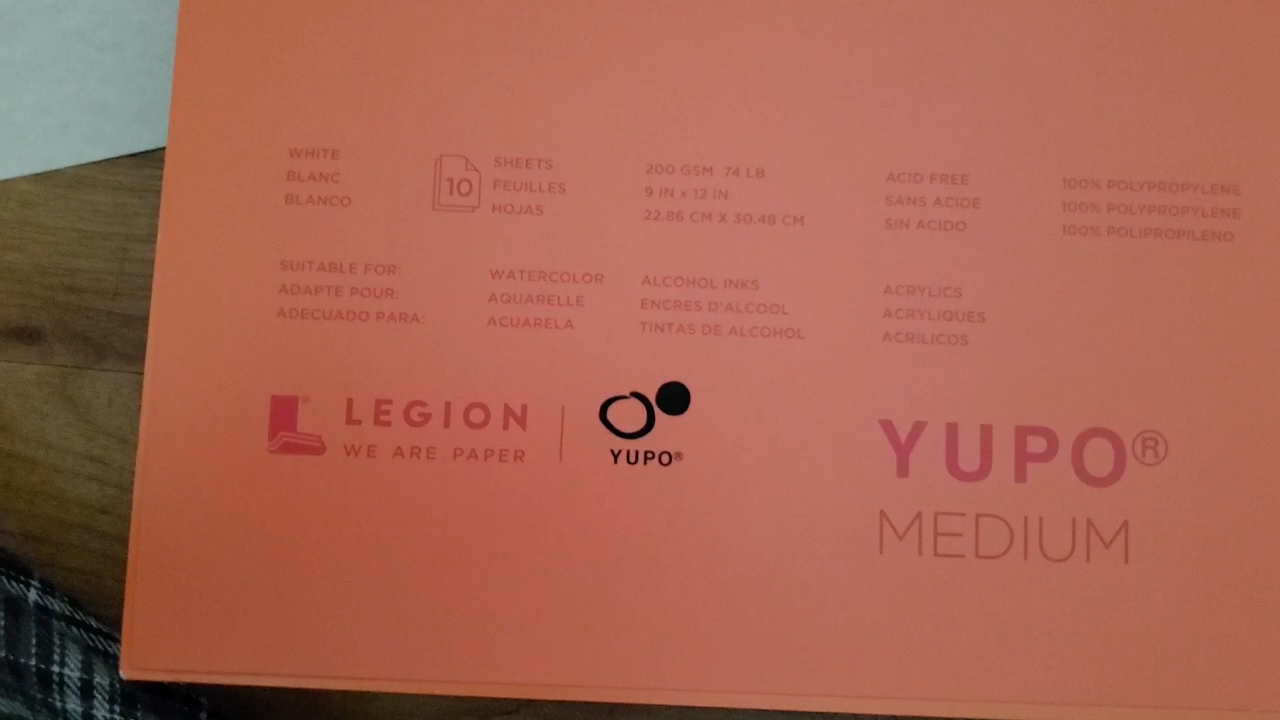 WHITE
BLANC
BLANCO
10
SHEETS
FEUILLES
HOJAS
200 GSM 74 LB
9 IN x 12 IN
22.86 CM X 30.48 CM
ACID FREE
SANS ACIDE
SIN ACIDO
100% POLYPROPYLENE
100% POLYPROPYLENE
100% POLIPROPILENO
SUITABLE FOR:
ADAPTE POUR:
ADECUADO PARA:
WATERCOLOR
AQUARELLE
ACUARELA
ALCOHOL INKS
ENCRES D'ALCOOL
TINTAS DE ALCOHOL
ACRYLICS
ACRYLIQUES
ACRILICOS
LEGION
WE ARE PAPER
YUPO®
YUPO®
MEDIUM